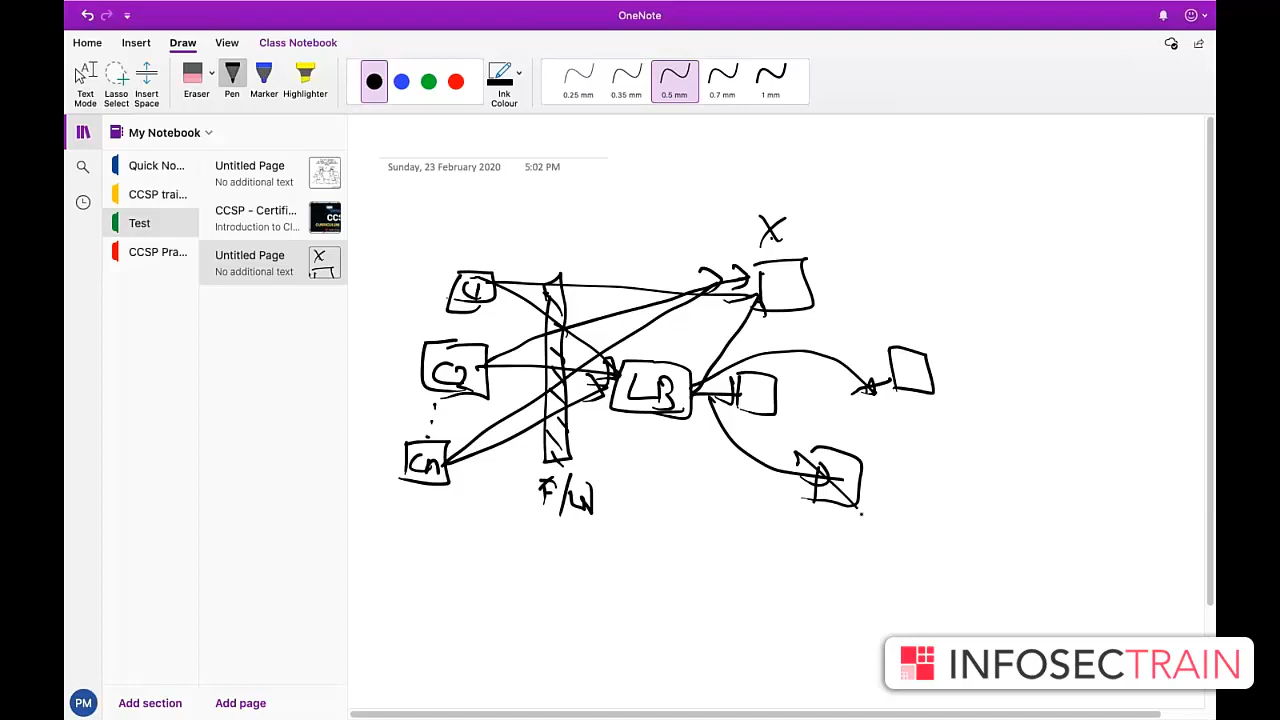 OneNote
Home Insert Draw View Class Notebook
Text Mode
Lasso Select
Insert Space
Eraser
Pen
Marker
Highlighter
Ink Colour
0.25 mm
0.35 mm
0.5 mm
0.7 mm
1 mm
My Notebook
Quick No...
CCSP trai...
Test
CCSP Pra...
Untitled Page
No additional text
CCSP - Certifi...
Introduction to Cl...
Untitled Page
No additional text
Sunday, 23 February 2020 5:02 PM
X
C1
C2
LB
Cn
F/W
INFOSECTRAIN
PM
Add section
Add page